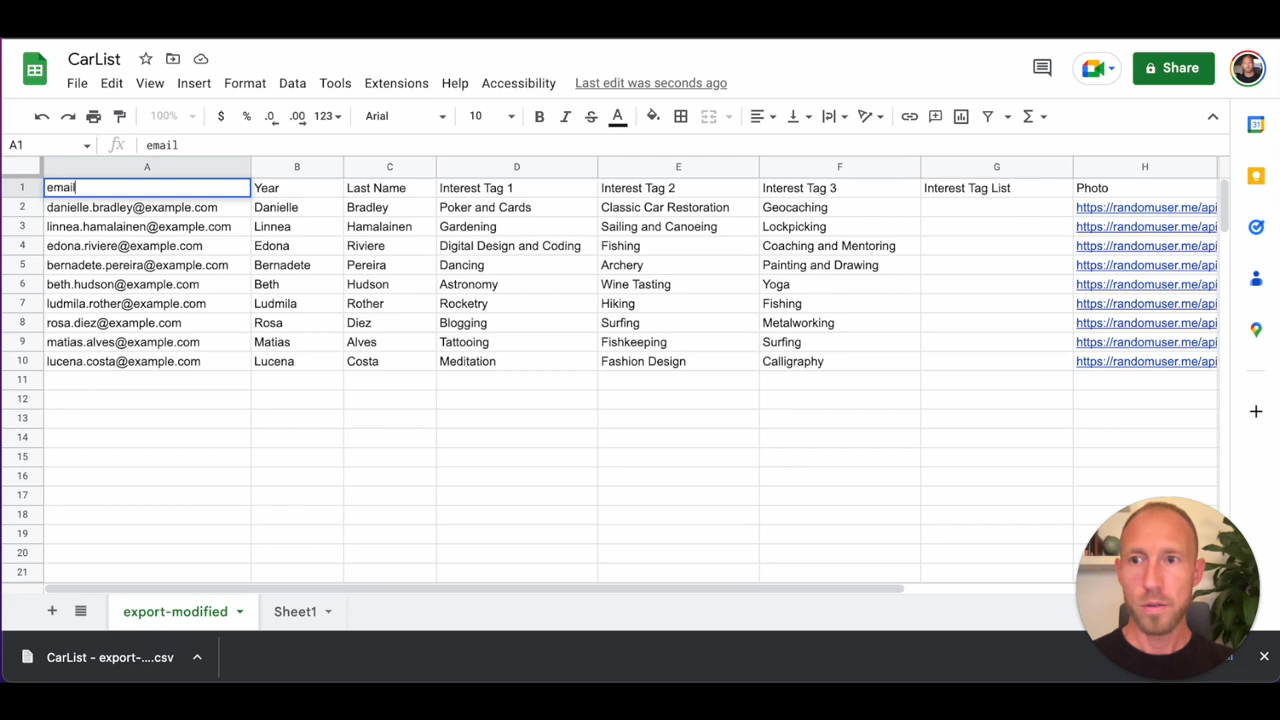 CarList
File Edit View Insert Format Data Tools Extensions Help Accessibility Last edit was seconds ago
Share
100% $ % .0 .00 123 Arial 10 B I S A
A1 fx email
A B C D E F G H
1 email Year Last Name Interest Tag 1 Interest Tag 2 Interest Tag 3 Interest Tag List Photo
2 danielle.bradley@example.com Danielle Bradley Poker and Cards Classic Car Restoration Geocaching https://randomuser.me/api
3 linnea.hamalainen@example.com Linnea Hamalainen Gardening Sailing and Canoeing Lockpicking https://randomuser.me/api
4 edona.riviere@example.com Edona Riviere Digital Design and Coding Fishing Coaching and Mentoring https://randomuser.me/api
5 bernadete.pereira@example.com Bernadete Pereira Dancing Archery Painting and Drawing https://randomuser.me/api
6 beth.hudson@example.com Beth Hudson Astronomy Wine Tasting Yoga https://randomuser.me/api
7 ludmila.rother@example.com Ludmila Rother Rocketry Hiking Fishing https://randomuser.me/api
8 rosa.diez@example.com Rosa Diez Blogging Surfing Metalworking https://randomuser.me/api
9 matias.alves@example.com Matias Alves Tattooing Fishkeeping Surfing https://randomuser.me/api
10 lucena.costa@example.com Lucena Costa Meditation Fashion Design Calligraphy https://randomuser.me/api
11
12
13
14
15
16
17
18
19
20
21
export-modified Sheet1
CarList - export-....csv